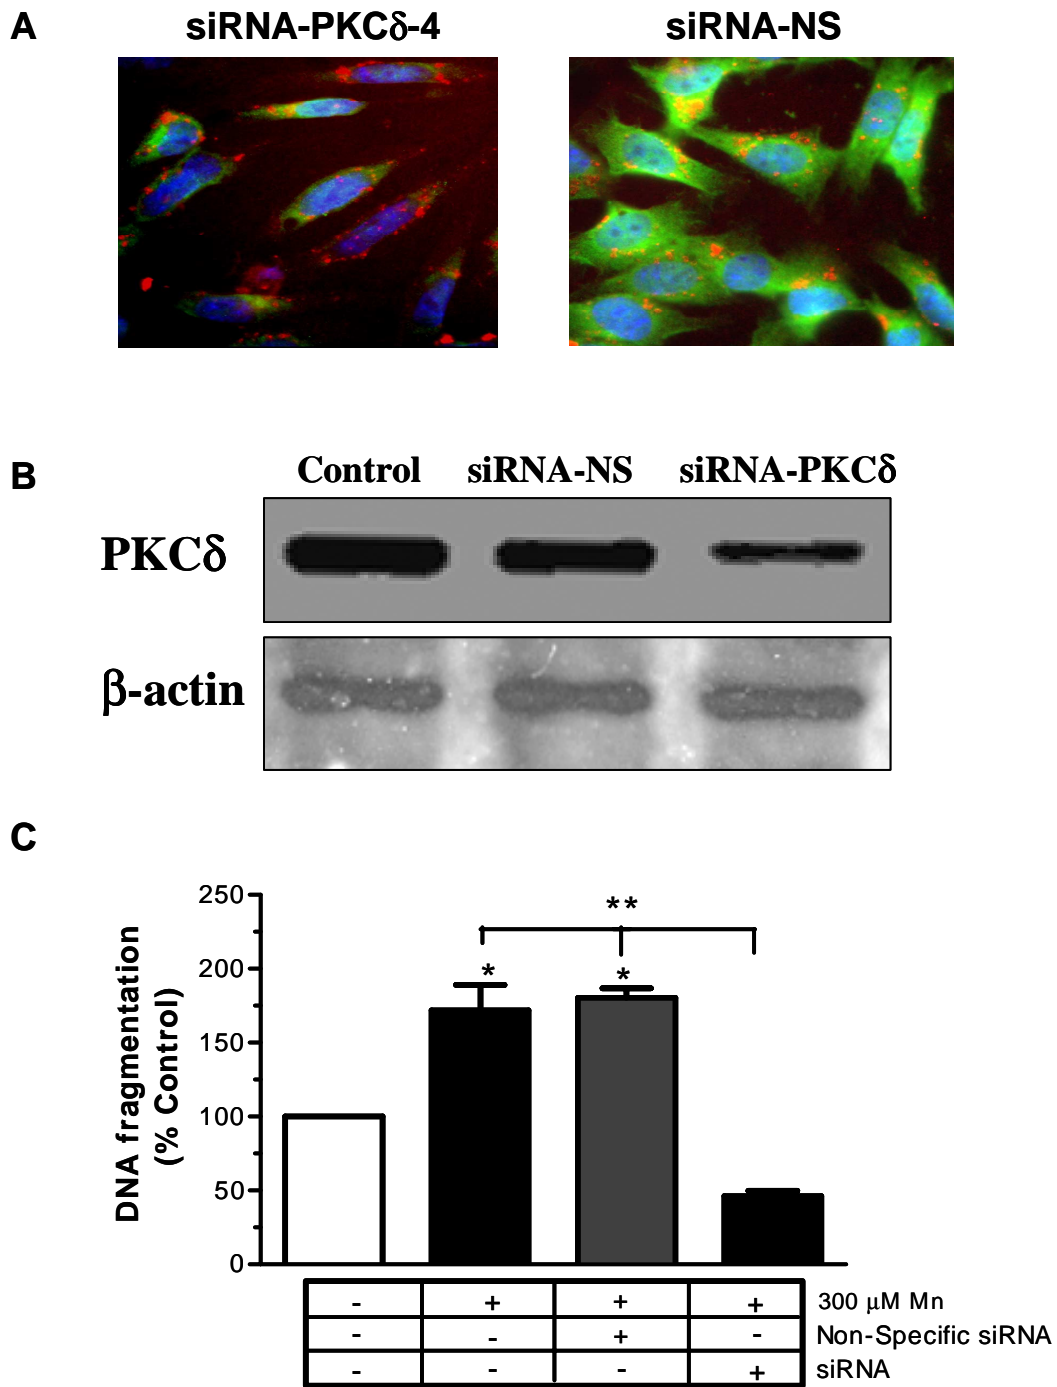 A
siRNA-PKCδ-4
siRNA-NS
B
Control siRNA-NS siRNA-PKCδ
PKCδ
β-actin
C
DNA fragmentation
(% Control)
250
200
150
100
50
0
**
* *
- + + + 300 µM Mn
- - + - Non-Specific siRNA
- - - + siRNA